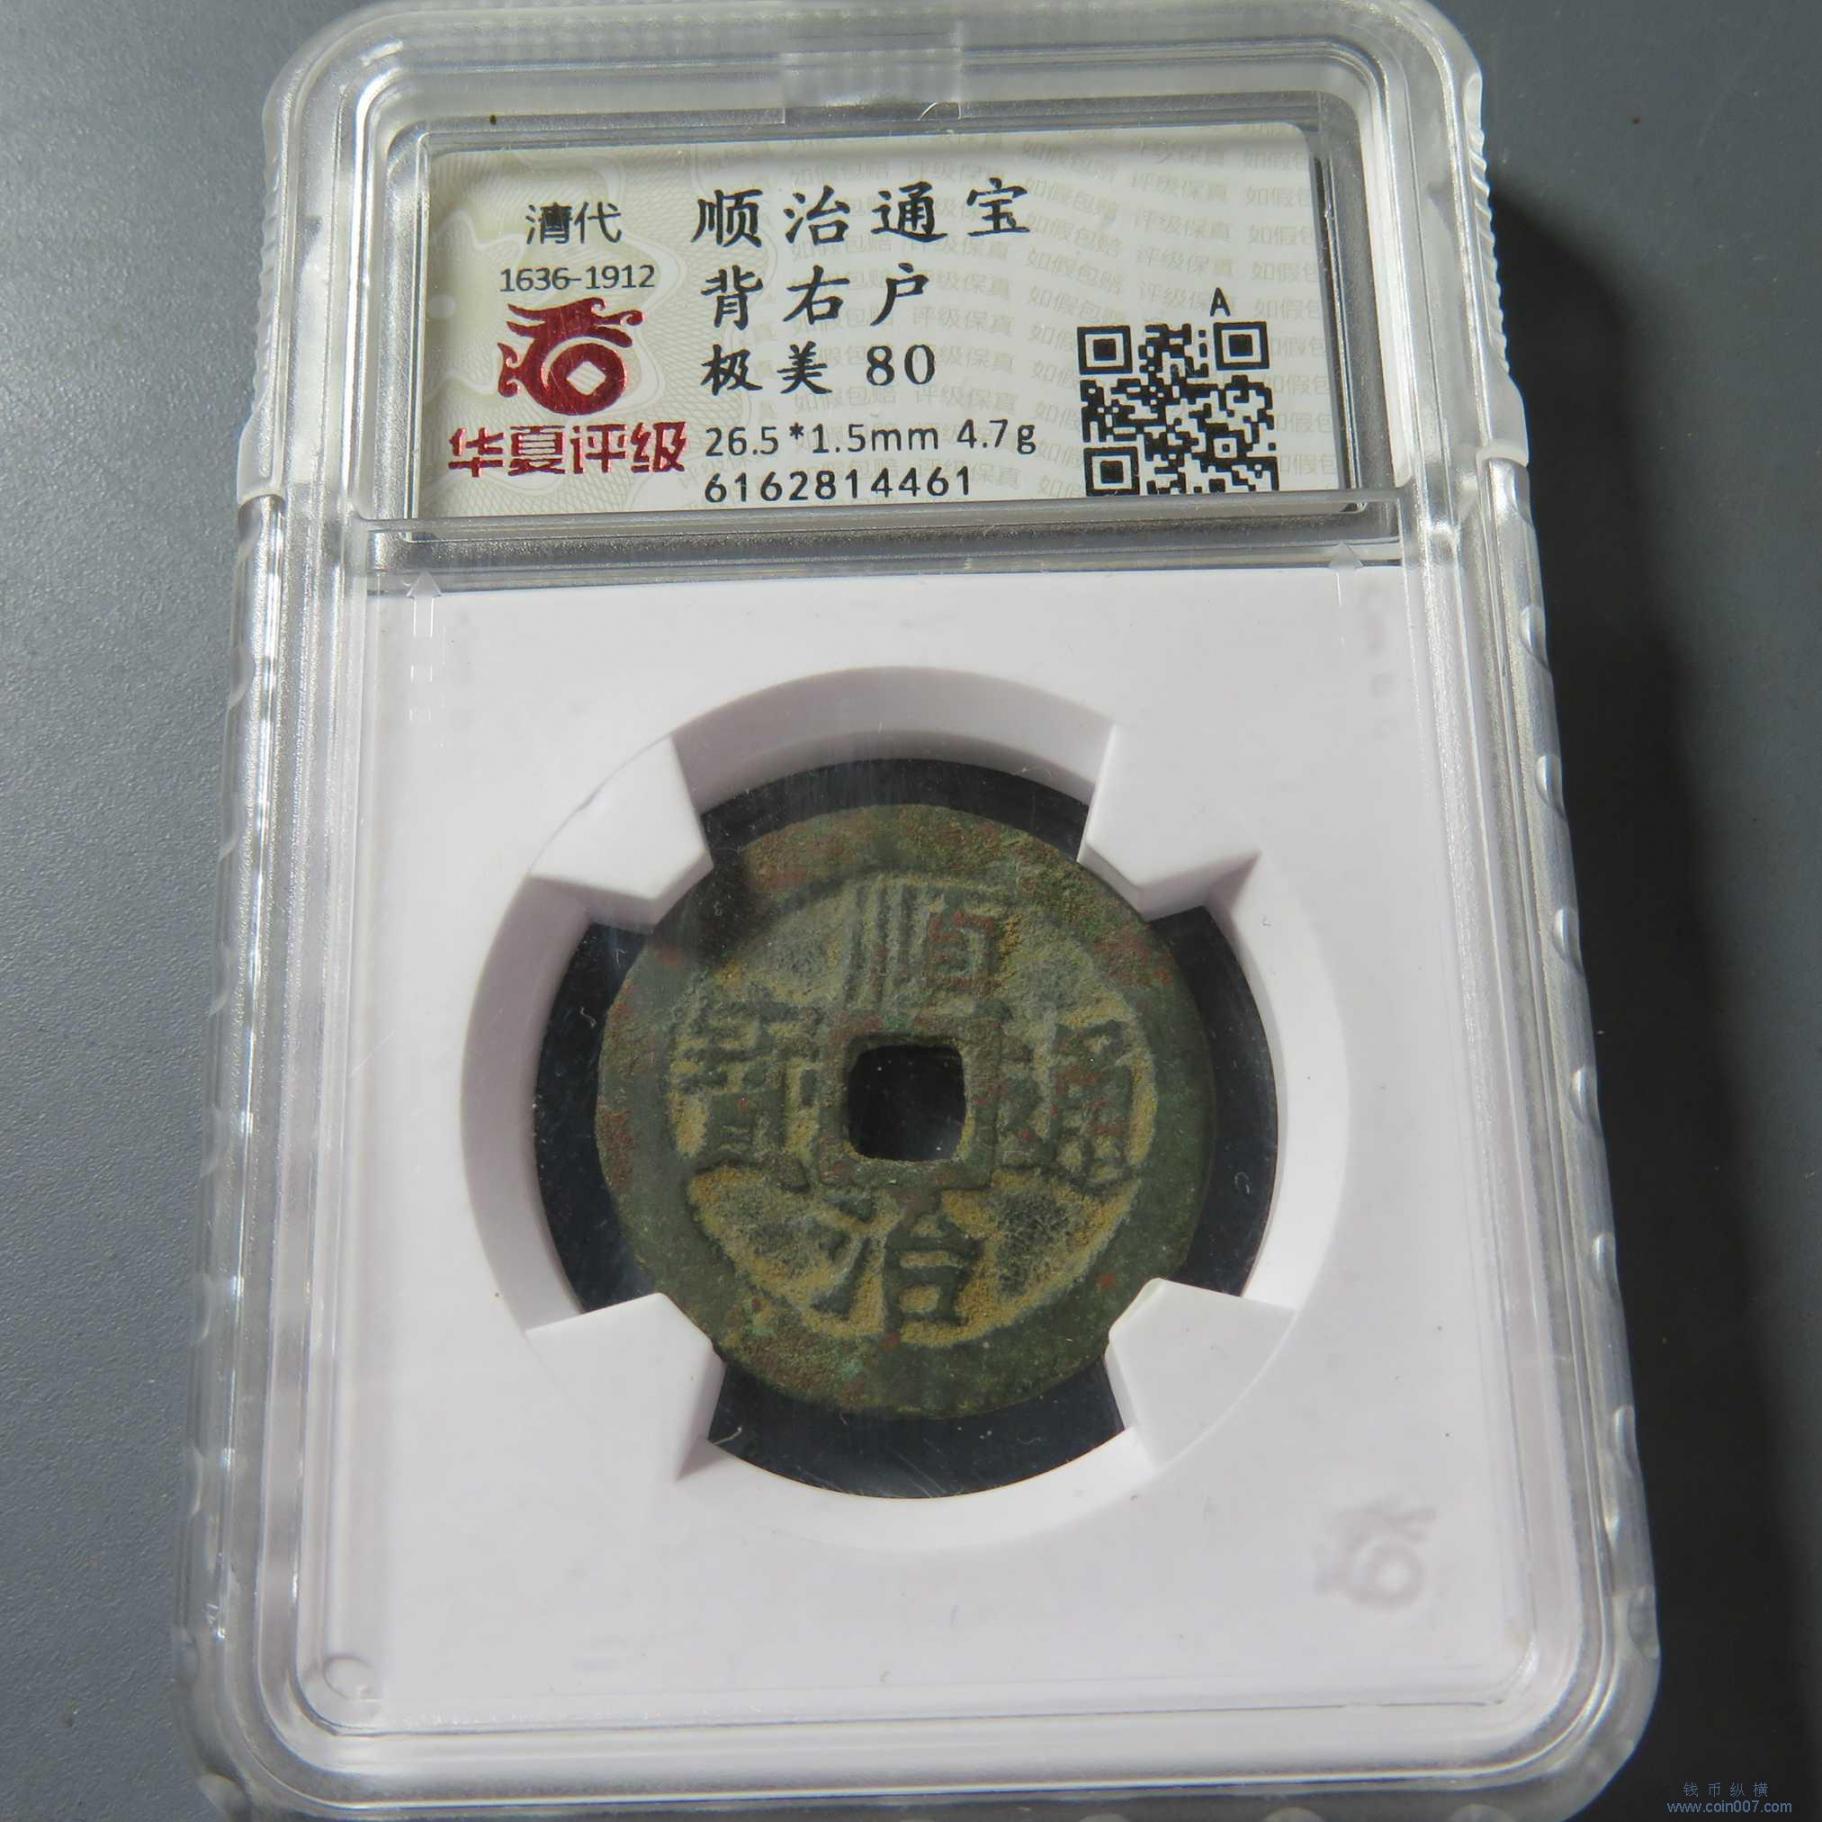 清代
1636-1912
华夏评级
顺治通宝
背右户
极美 80
26.5*1.5mm 4.7g
6162814461
A
如假包赔 评级保真
順治通寳
钱币纵横
www.coin007.com